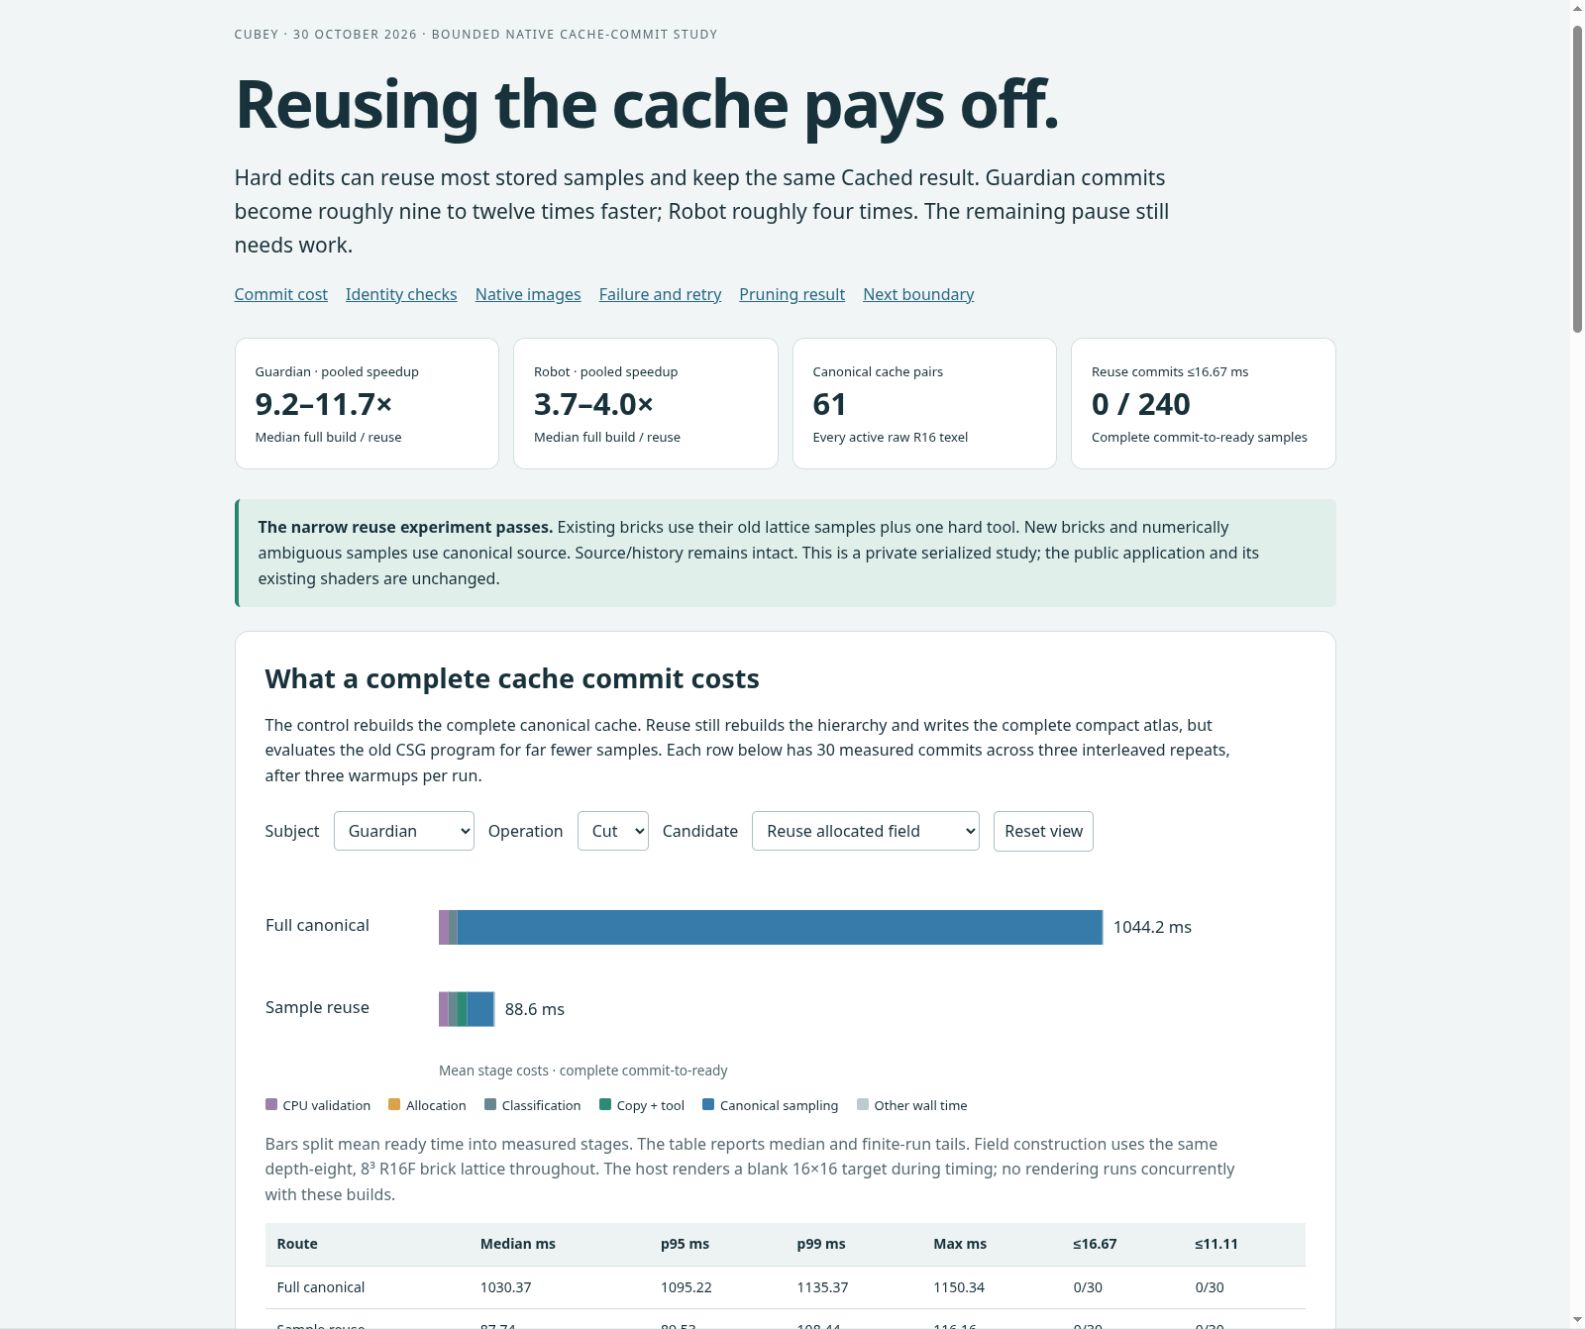 CUBEY · 30 OCTOBER 2026 · BOUNDED NATIVE CACHE-COMMIT STUDY
Reusing the cache pays off.
Hard edits can reuse most stored samples and keep the same Cached result. Guardian commits
become roughly nine to twelve times faster; Robot roughly four times. The remaining pause still
needs work.
Commit cost Identity checks Native images Failure and retry Pruning result Next boundary
Guardian · pooled speedup
9.2–11.7×
Median full build / reuse
Robot · pooled speedup
3.7–4.0×
Median full build / reuse
Canonical cache pairs
61
Every active raw R16 texel
Reuse commits ≤16.67 ms
0 / 240
Complete commit-to-ready samples
The narrow reuse experiment passes. Existing bricks use their old lattice samples plus one hard tool. New bricks and numerically
ambiguous samples use canonical source. Source/history remains intact. This is a private serialized study; the public application and its
existing shaders are unchanged.
What a complete cache commit costs
The control rebuilds the complete canonical cache. Reuse still rebuilds the hierarchy and writes the complete compact atlas, but
evaluates the old CSG program for far fewer samples. Each row below has 30 measured commits across three interleaved repeats,
after three warmups per run.
Subject Guardian Operation Cut Candidate Reuse allocated field Reset view
Full canonical 1044.2 ms
Sample reuse 88.6 ms
Mean stage costs · complete commit-to-ready
CPU validation Allocation Classification Copy + tool Canonical sampling Other wall time
Bars split mean ready time into measured stages. The table reports median and finite-run tails. Field construction uses the same
depth-eight, 8³ R16F brick lattice throughout. The host renders a blank 16×16 target during timing; no rendering runs concurrently
with these builds.
Route Median ms p95 ms p99 ms Max ms ≤16.67 ≤11.11
Full canonical 1030.37 1095.22 1135.37 1150.34 0/30 0/30
Sample reuse 87.74 89.53 108.44 116.16 0/30 0/30